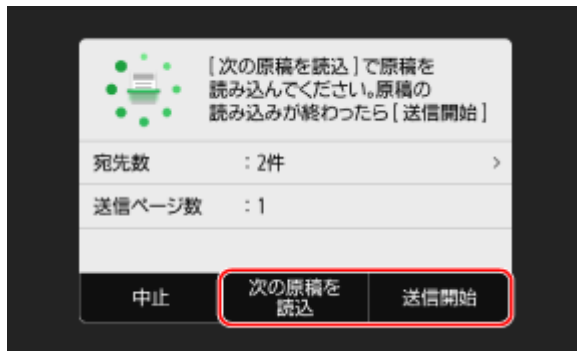 [次の原稿を読込]で原稿を
読み込んでください。原稿の
読み込みが終わったら[送信開始]
宛先数 :2件 >
送信ページ数 :1
中止 次の原稿を 送信開始
読込